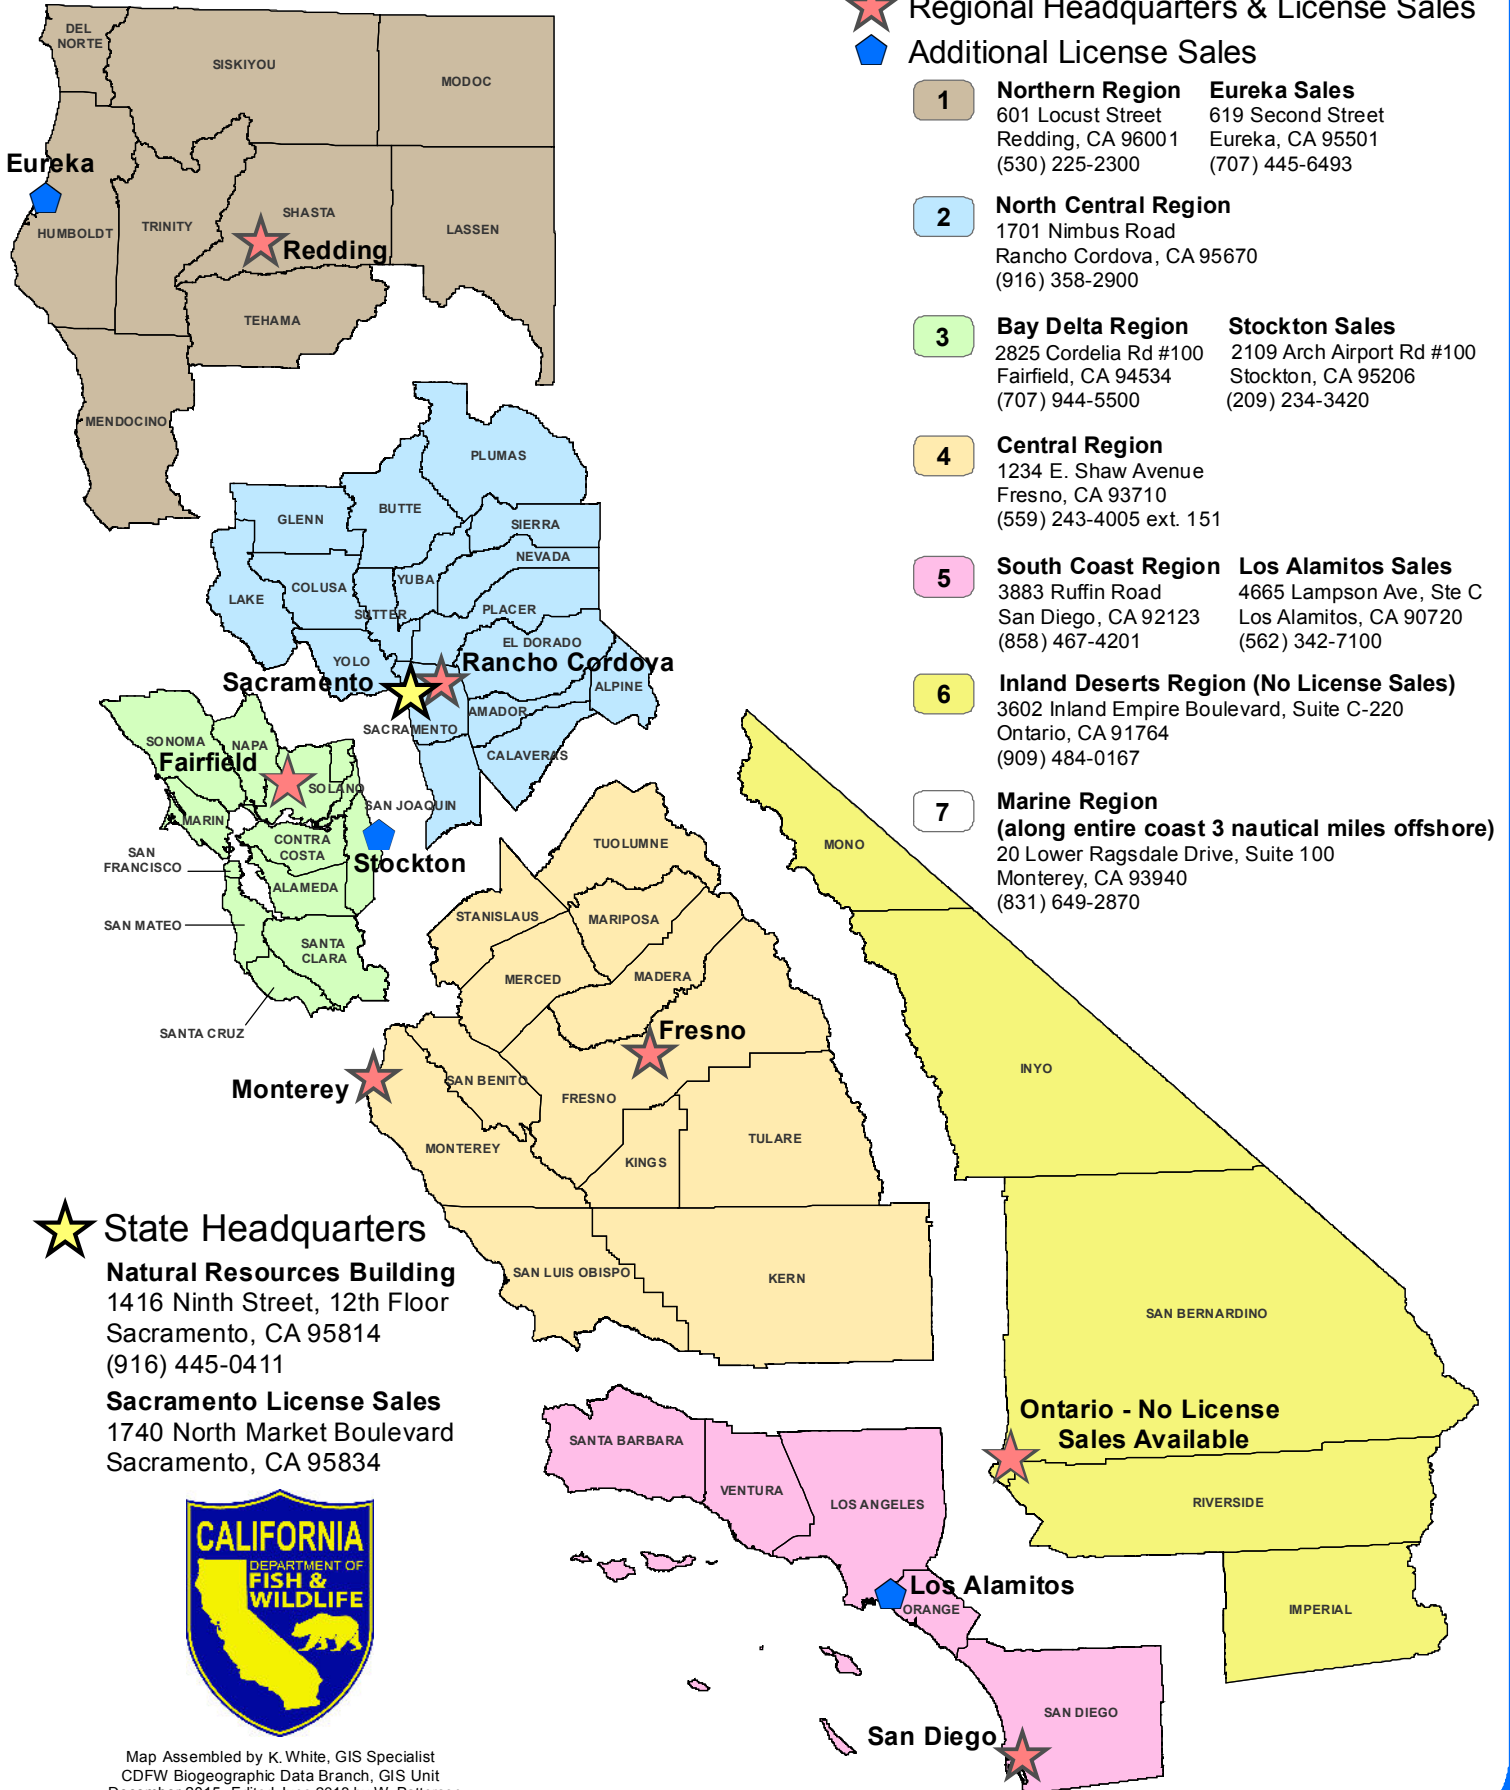 Regional Headquarters & License Sales
Additional License Sales
1
Northern Region
601 Locust Street
Redding, CA 96001
(530) 225-2300
Eureka Sales
619 Second Street
Eureka, CA 95501
(707) 445-6493
2
North Central Region
1701 Nimbus Road
Rancho Cordova, CA 95670
(916) 358-2900
3
Bay Delta Region
2825 Cordelia Rd #100
Fairfield, CA 94534
(707) 944-5500
Stockton Sales
2109 Arch Airport Rd #100
Stockton, CA 95206
(209) 234-3420
4
Central Region
1234 E. Shaw Avenue
Fresno, CA 93710
(559) 243-4005 ext. 151
5
South Coast Region
3883 Ruffin Road
San Diego, CA 92123
(858) 467-4201
Los Alamitos Sales
4665 Lampson Ave, Ste C
Los Alamitos, CA 90720
(562) 342-7100
6
Inland Deserts Region (No License Sales)
3602 Inland Empire Boulevard, Suite C-220
Ontario, CA 91764
(909) 484-0167
7
Marine Region
(along entire coast 3 nautical miles offshore)
20 Lower Ragsdale Drive, Suite 100
Monterey, CA 93940
(831) 649-2870
DEL
NORTE
SISKIYOU
MODOC
Eureka
HUMBOLDT
TRINITY
SHASTA
Redding
LASSEN
TEHAMA
MENDOCINO
PLUMAS
BUTTE
GLENN
SIERRA
NEVADA
YUBA
COLUSA
LAKE
SUTTER
PLACER
EL DORADO
YOLO
Rancho Cordova
Sacramento
ALPINE
AMADOR
SACRAMENTO
CALAVERAS
SONOMA
NAPA
Fairfield
SOLANO
SAN JOAQUIN
MARIN
CONTRA
COSTA
Stockton
SAN
FRANCISCO
ALAMEDA
SAN MATEO
SANTA
CLARA
SANTA CRUZ
TUOLUMNE
STANISLAUS
MARIPOSA
MERCED
MADERA
Fresno
Monterey
SAN BENITO
FRESNO
MONTEREY
KINGS
TULARE
SAN LUIS OBISPO
KERN
MONO
INYO
SAN BERNARDINO
Ontario - No License
Sales Available
RIVERSIDE
IMPERIAL
SANTA BARBARA
VENTURA
LOS ANGELES
Los Alamitos
ORANGE
SAN DIEGO
San Diego
State Headquarters
Natural Resources Building
1416 Ninth Street, 12th Floor
Sacramento, CA 95814
(916) 445-0411
Sacramento License Sales
1740 North Market Boulevard
Sacramento, CA 95834
CALIFORNIA
DEPARTMENT OF
FISH &
WILDLIFE
Map Assembled by K. White, GIS Specialist
CDFW Biogeographic Data Branch, GIS Unit